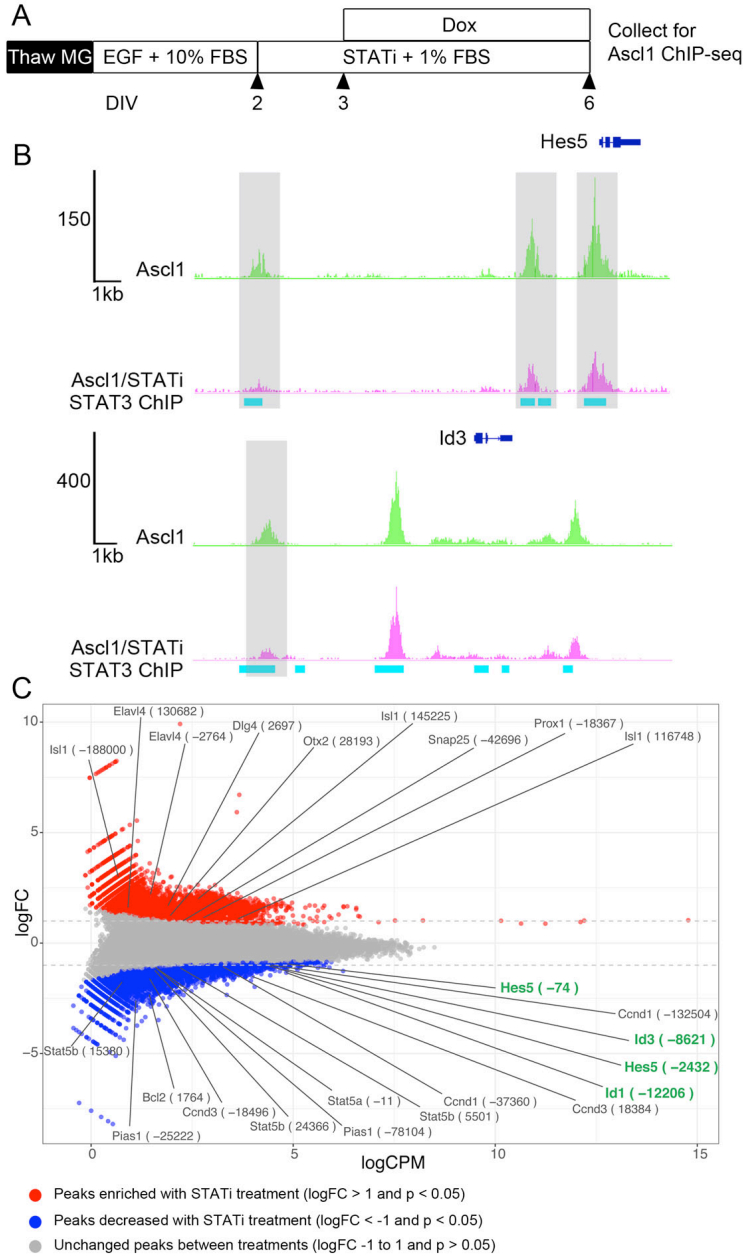 A
Dox
Collect for
Ascl1 ChIP-seq
Thaw MG
EGF + 10% FBS
STATi + 1% FBS
DIV
2
3
6
B
Hes5
150
1kb
Ascl1
Ascl1/STATi
STAT3 ChIP
Id3
400
1kb
Ascl1
Ascl1/STATi
STAT3 ChIP
C
Elavl4 ( 130682)
Isl1 ( −188000)
Elavl4 ( −2764)
Dlg4 ( 2697)
Otx2 ( 28193)
Isl1 ( 145225)
Snap25 ( −42696)
Prox1 ( −18367)
Isl1 ( 116748)
10
5
0
−5
logFC
Hes5 ( −74)
Ccnd1 ( −132504)
Id3 ( −8621)
Hes5 ( −2432)
Id1 ( −12206)
Ccnd3 ( 18384)
Stat5b ( 15380)
Bcl2 ( 1764)
Ccnd3 ( −18496)
Pias1 ( −25222)
Stat5b ( 24366)
Stat5a ( −11)
Pias1 ( −78104)
Ccnd1 ( −37360)
Stat5b ( 5501)
0
5
10
15
logCPM
Peaks enriched with STATi treatment (logFC > 1 and p < 0.05)
Peaks decreased with STATi treatment (logFC < -1 and p < 0.05)
Unchanged peaks between treatments (logFC -1 to 1 and p > 0.05)